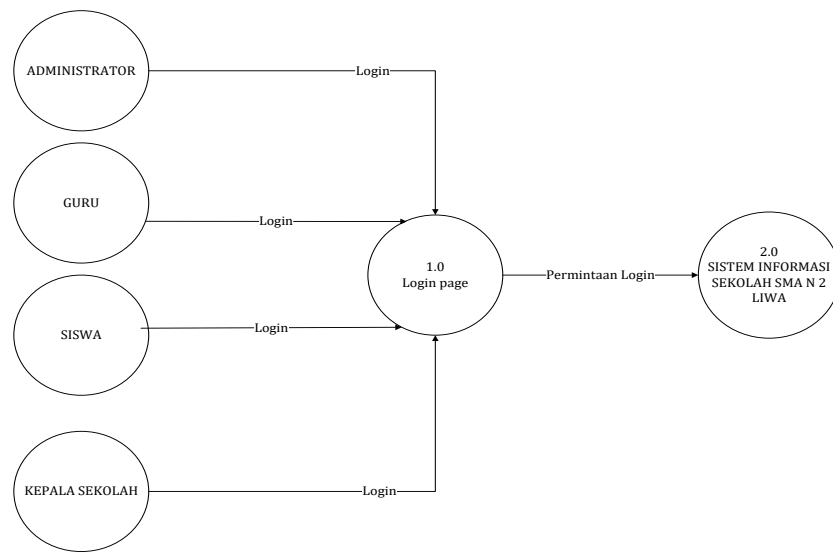 ADMINISTRATOR
Login
GURU
Login
1.0
Login page
Permintaan Login
2.0
SISTEM INFORMASI
SEKOLAH SMA N 2
LIWA
SISWA
Login
KEPALA SEKOLAH
Login